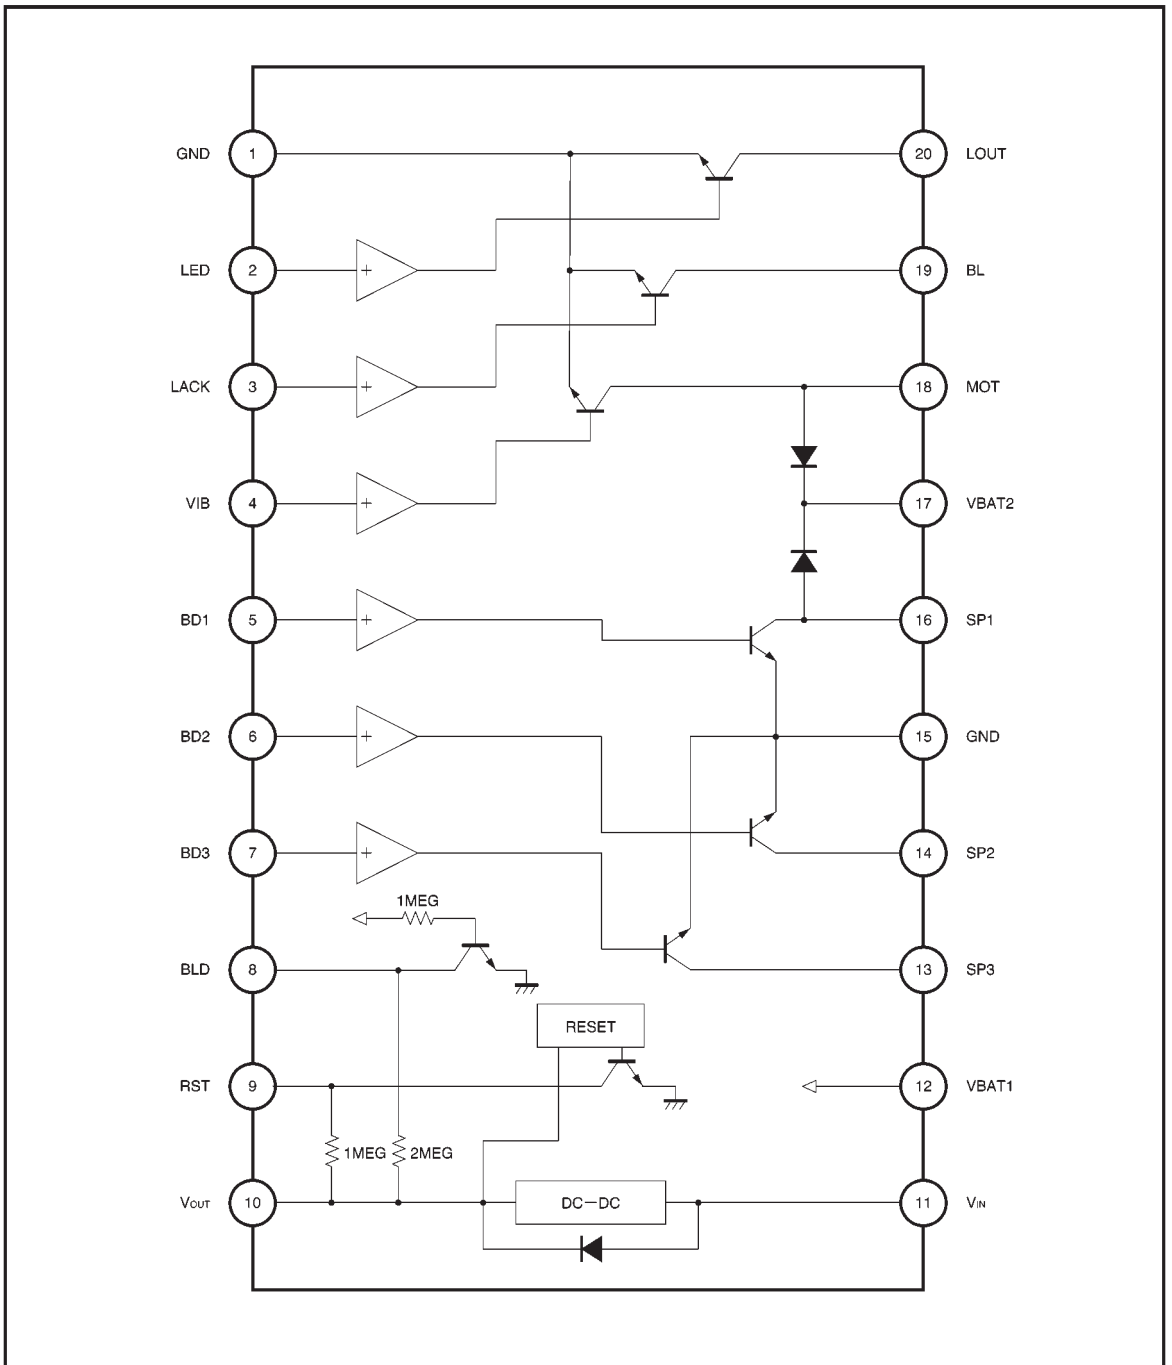 GND 1 20 LOUT
LED 2 + 19 BL
LACK 3 + 18 MOT
VIB 4 + 17 VBAT2
BD1 5 + 16 SP1
BD2 6 + 15 GND
BD3 7 + 14 SP2
1MEG
BLD 8 13 SP3
RESET
RST 9 12 VBAT1
1MEG 2MEG
VOUT 10 DC-DC 11 VIN